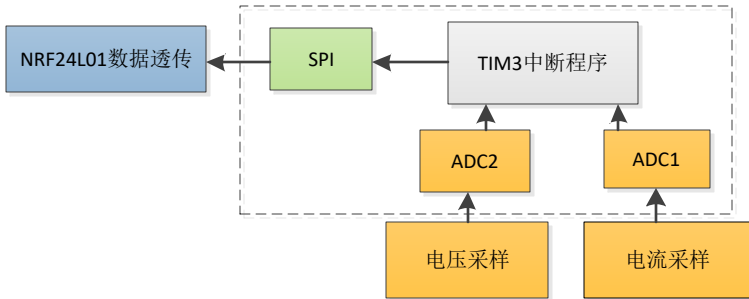 NRF24L01数据透传
SPI
TIM3中断程序
ADC2
ADC1
电压采样
电流采样